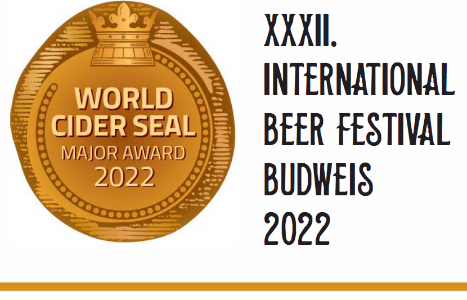 WORLD
CIDER SEAL
MAJOR AWARD
2022
XXXII.
INTERNATIONAL
BEER FESTIVAL
BUDWEIS
2022